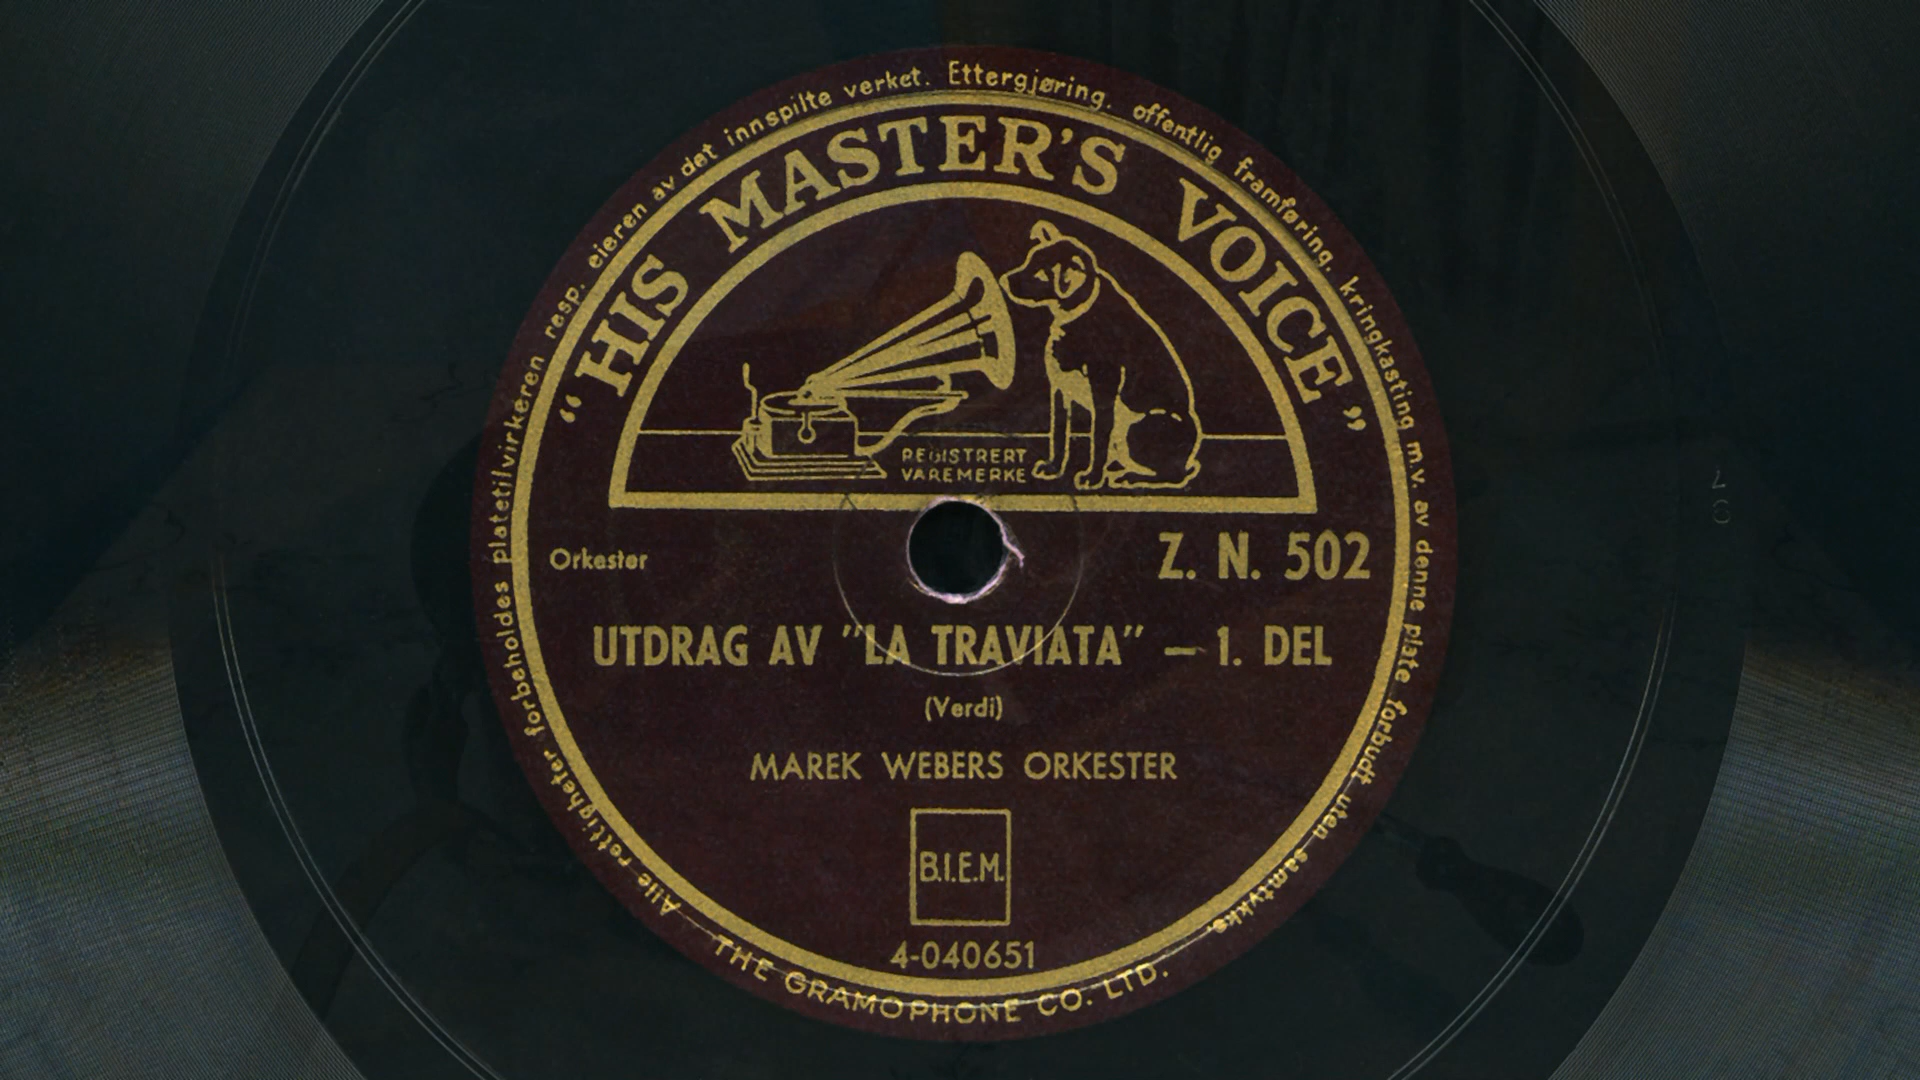 Alle rettigheter forbeholdes platetilvirkeren resp. eieren av det innspilte verket. Ettergjøring. offentlig framføring. kringkasting m.v. av denne plate forbudt uten samtykke.
“HIS MASTER'S VOICE”
REGISTRERT
VAREMERKE
Orkester
Z. N. 502
UTDRAG AV "LA TRAVIATA" — 1. DEL
(Verdi)
MAREK WEBERS ORKESTER
B.I.E.M.
4-040651
THE GRAMOPHONE CO. LTD.